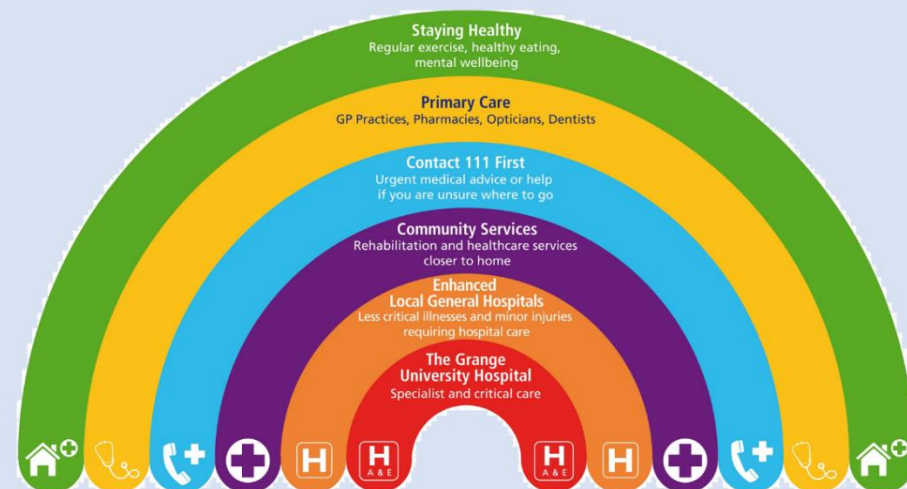 Staying Healthy
Regular exercise, healthy eating,
mental wellbeing
Primary Care
GP Practices, Pharmacies, Opticians, Dentists
Contact 111 First
Urgent medical advice or help
if you are unsure where to go
Community Services
Rehabilitation and healthcare services
closer to home
Enhanced
Local General Hospitals
Less critical illnesses and minor injuries
requiring hospital care
The Grange
University Hospital
Specialist and critical care
H H H H
A & E A & E